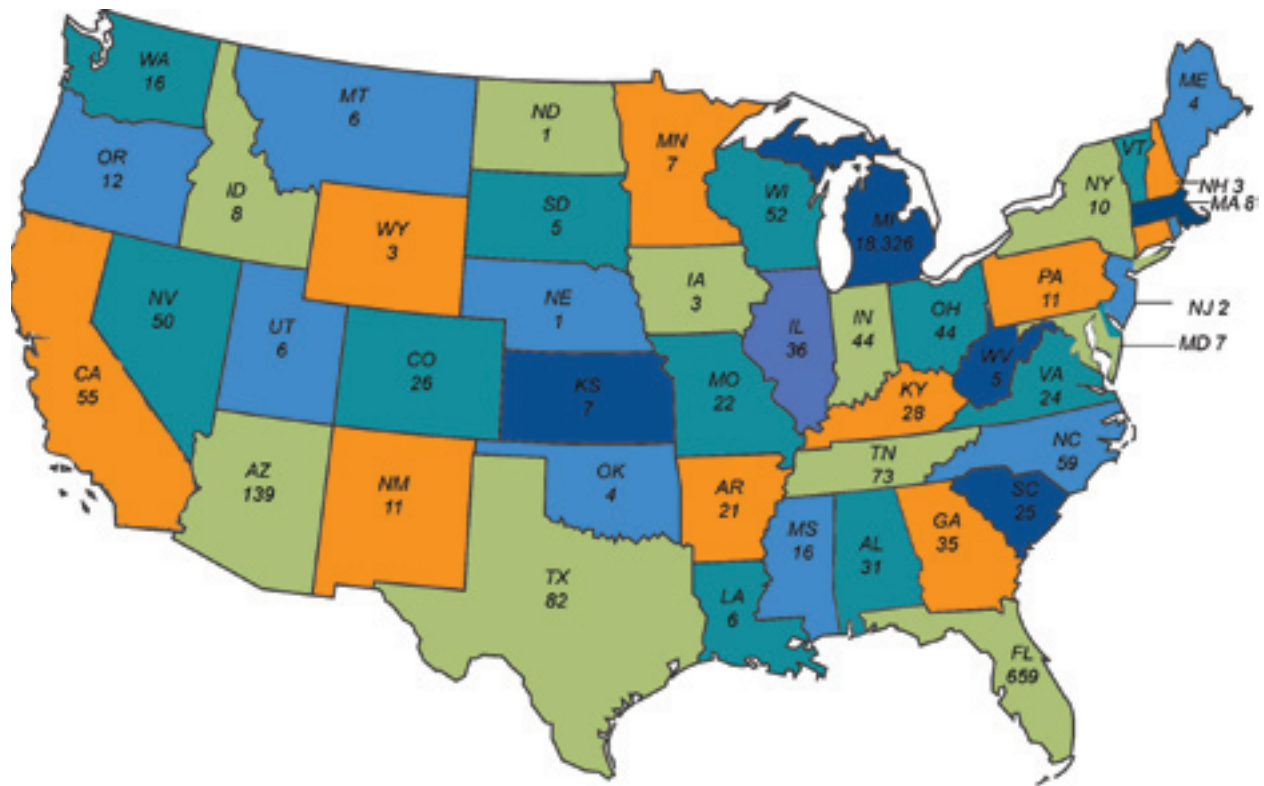 WA
16
OR
12
CA
55
NV
50
ID
8
MT
6
WY
3
UT
6
AZ
139
CO
26
NM
11
ND
1
SD
5
NE
1
KS
7
OK
4
TX
82
MN
7
IA
3
MO
22
AR
21
LA
6
WI
52
IL
36
MI
18,326
IN
44
OH
44
KY
28
TN
73
MS
16
AL
31
GA
35
FL
659
SC
25
NC
59
VA
24
WV
5
PA
11
NY
10
VT
ME
4
NH 3
MA 8
NJ 2
MD 7